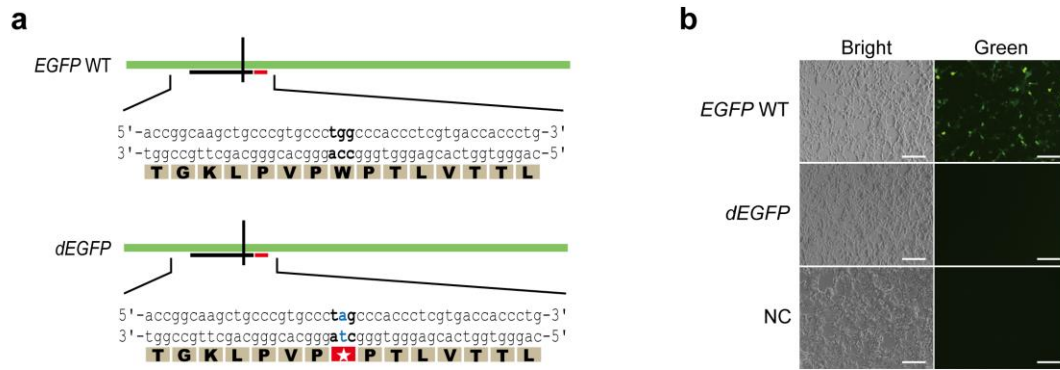 a
EGFP WT
5'-accggcaagctgcccgtgccctggcccaccctcgtgaccaccctg-3'
3'-tggccgttcgacgggcacgggaccgggtgggagcactggtgggac-5'
T G K L P V P W P T L V T T L
dEGFP
5'-accggcaagctgcccgtgccctagcccaccctcgtgaccaccctg-3'
3'-tggccgttcgacgggcacgggatcgggtgggagcactggtgggac-5'
T G K L P V P ★ P T L V T T L
b
Bright Green
EGFP WT
dEGFP
NC